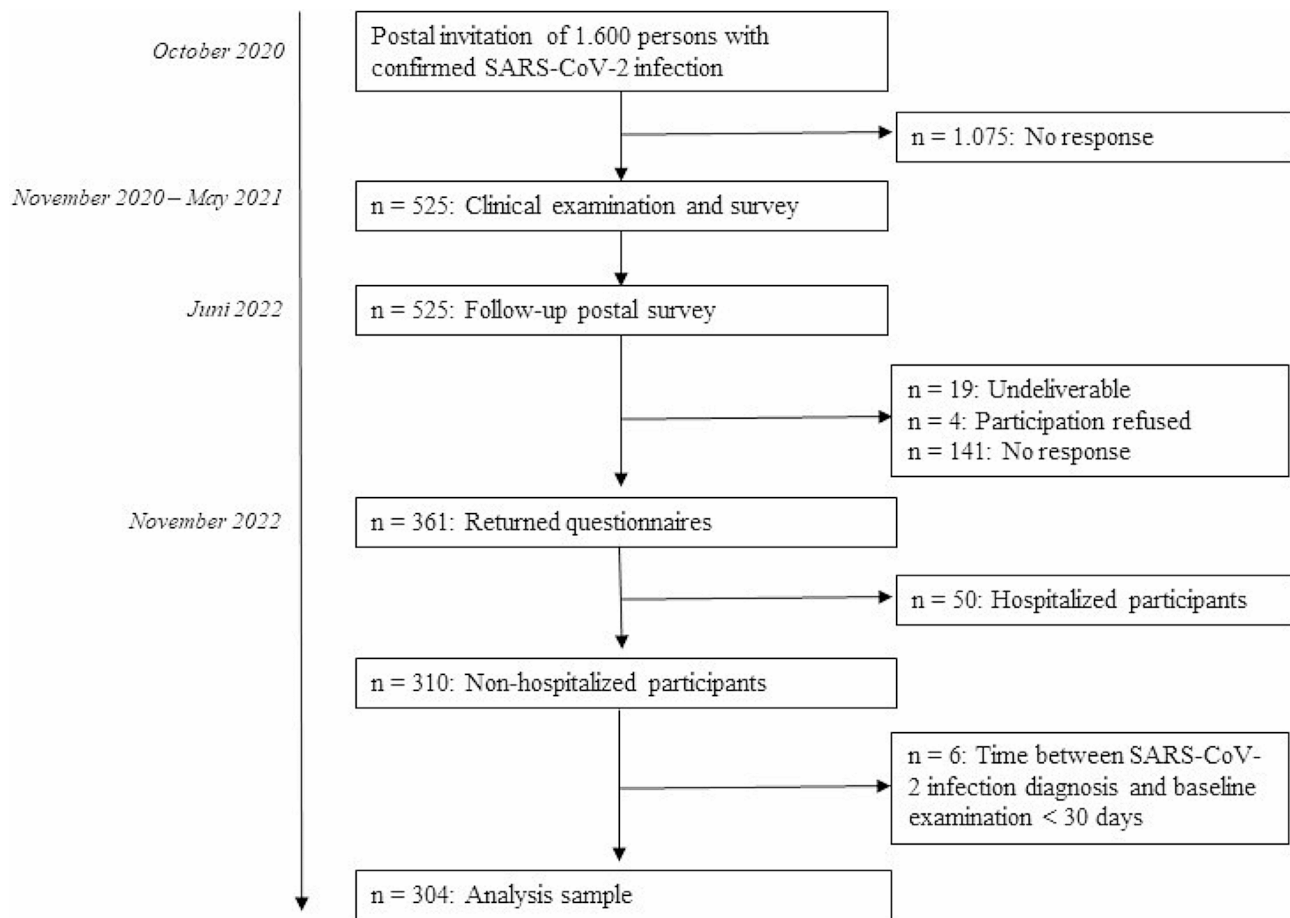 October 2020
Postal invitation of 1.600 persons with
confirmed SARS-CoV-2 infection
n = 1.075: No response
November 2020 – May 2021
n = 525: Clinical examination and survey
Juni 2022
n = 525: Follow-up postal survey
n = 19: Undeliverable
n = 4: Participation refused
n = 141: No response
November 2022
n = 361: Returned questionnaires
n = 50: Hospitalized participants
n = 310: Non-hospitalized participants
n = 6: Time between SARS-CoV-
2 infection diagnosis and baseline
examination < 30 days
n = 304: Analysis sample